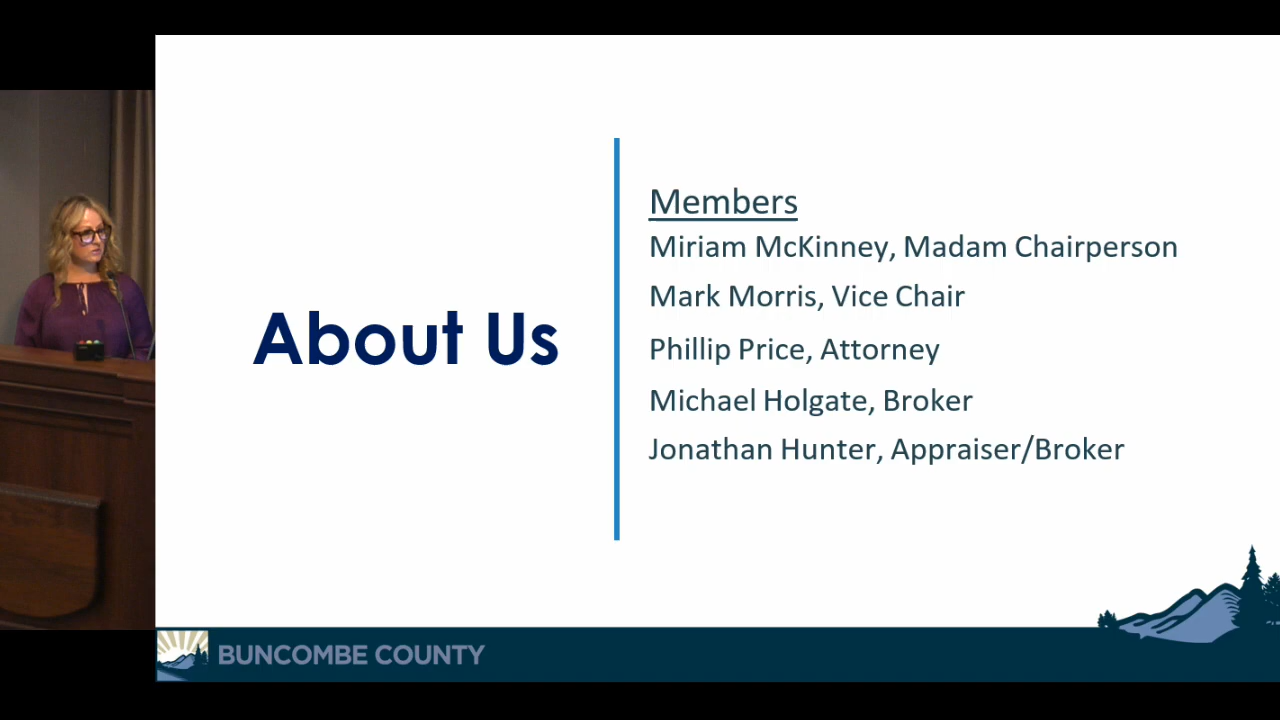 About Us
Members
Miriam McKinney, Madam Chairperson
Mark Morris, Vice Chair
Phillip Price, Attorney
Michael Holgate, Broker
Jonathan Hunter, Appraiser/Broker
BUNCOMBE COUNTY